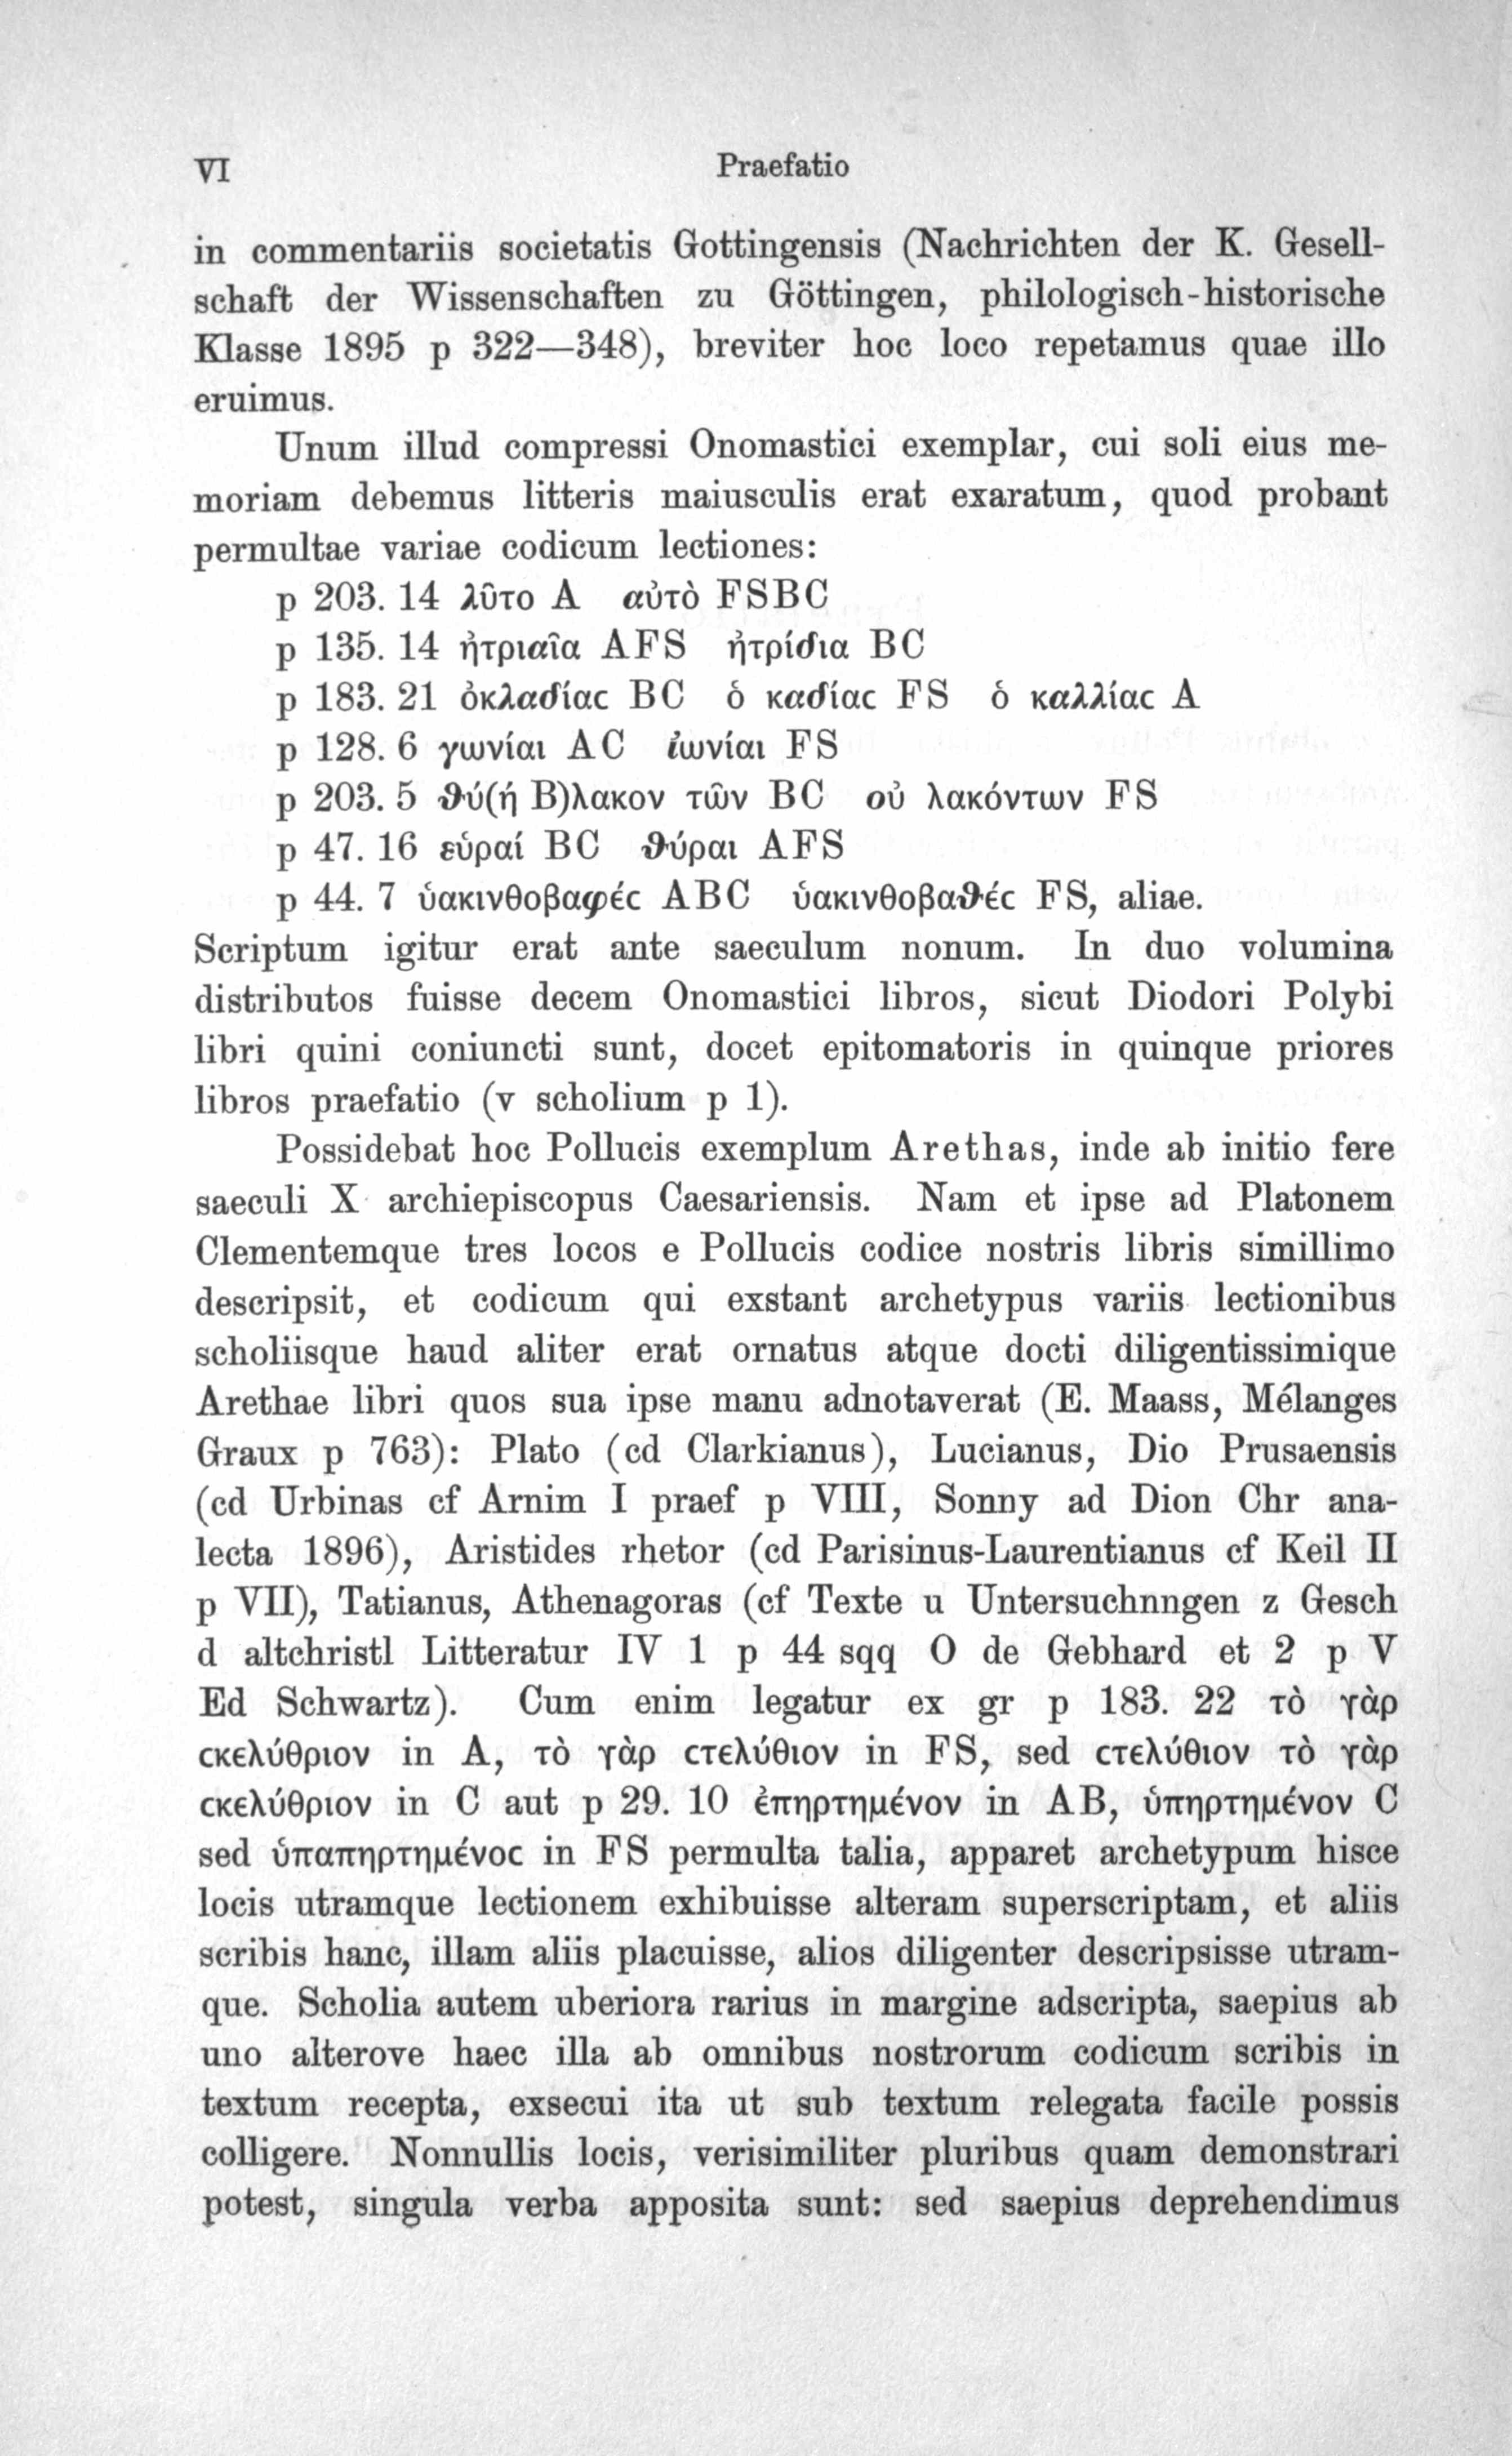 VI Praefatio
in commentariis societatis Gottingensis (Nachrichten der K. Gesell-
schaft der Wissenschaften zu Göttingen, philologisch-historische
Klasse 1895 p 322—348), breviter hoc loco repetamus quae illo
eruimus.
Unum illud compressi Onomastici exemplar, cui soli eius me-
moriam debemus litteris maiusculis erat exaratum, quod probant
permultae variae codicum lectiones:
p 203. 14 λῦτο A αὐτὸ FSBC
p 135. 14 ἠτριαῖα AFS ἠτρίδια BC
p 183. 21 ὀκλαδίας BC ὁ καδίας FS ὁ καλλίας A
p 128. 6 γωνίαι AC ἰωνίαι FS
p 203. 5 θύ(ή B)λακον τῶν BC οὐ λακόντων FS
p 47. 16 εὑραί BC θύραι AFS
p 44. 7 ὑακινθοβαφές ABC ὑακινθοβαθές FS, aliae.
Scriptum igitur erat ante saeculum nonum. In duo volumina
distributos fuisse decem Onomastici libros, sicut Diodori Polybi
libri quini coniuncti sunt, docet epitomatoris in quinque priores
libros praefatio (v scholium p 1).
Possidebat hoc Pollucis exemplum Arethas, inde ab initio fere
saeculi X archiepiscopus Caesariensis. Nam et ipse ad Platonem
Clementemque tres locos e Pollucis codice nostris libris simillimo
descripsit, et codicum qui exstant archetypus variis lectionibus
scholiisque haud aliter erat ornatus atque docti diligentissimique
Arethae libri quos sua ipse manu adnotaverat (E. Maass, Mélanges
Graux p 763): Plato (cd Clarkianus), Lucianus, Dio Prusaensis
(cd Urbinas cf Arnim I praef p VIII, Sonny ad Dion Chr ana-
lecta 1896), Aristides rhetor (cd Parisinus-Laurentianus cf Keil II
p VII), Tatianus, Athenagoras (cf Texte u Untersuchnngen z Gesch
d altchristl Litteratur IV 1 p 44 sqq O de Gebhard et 2 p V
Ed Schwartz). Cum enim legatur ex gr p 183. 22 τὸ γὰρ
σκελύθριον in A, τὸ γὰρ στελύθιον in FS, sed στελύθιον τὸ γὰρ
σκελύθριον in C aut p 29. 10 ἐπηρτημένον in AB, ὑπηρτημένον C
sed ὑπαπηρτημένος in FS permulta talia, apparet archetypum hisce
locis utramque lectionem exhibuisse alteram superscriptam, et aliis
scribis hanc, illam aliis placuisse, alios diligenter descripsisse utram-
que. Scholia autem uberiora rarius in margine adscripta, saepius ab
uno alterove haec illa ab omnibus nostrorum codicum scribis in
textum recepta, exsecui ita ut sub textum relegata facile possis
colligere. Nonnullis locis, verisimiliter pluribus quam demonstrari
potest, singula verba apposita sunt: sed saepius deprehendimus